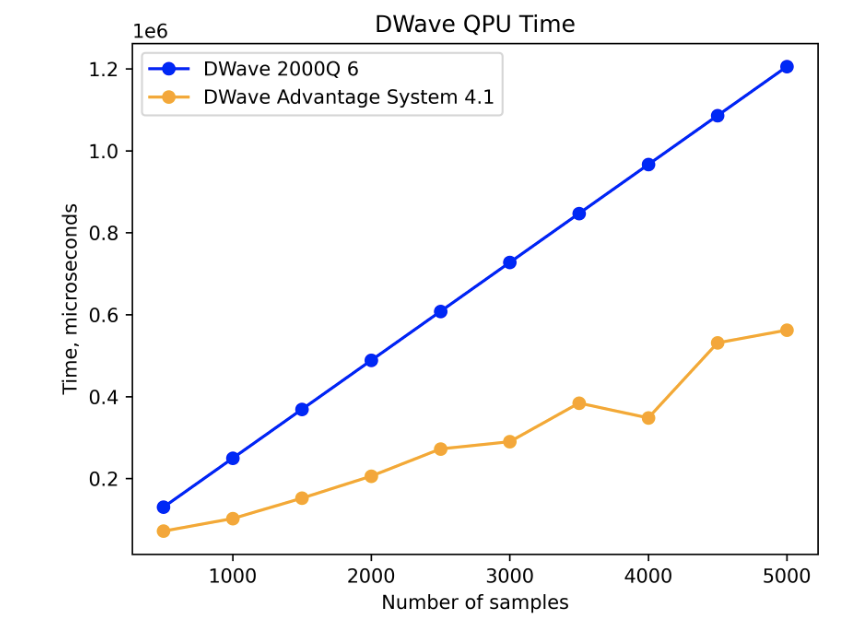 DWave QPU Time
1e6
DWave 2000Q 6
DWave Advantage System 4.1
1.2
1.0
0.8
0.6
0.4
0.2
Time, microseconds
1000 2000 3000 4000 5000
Number of samples